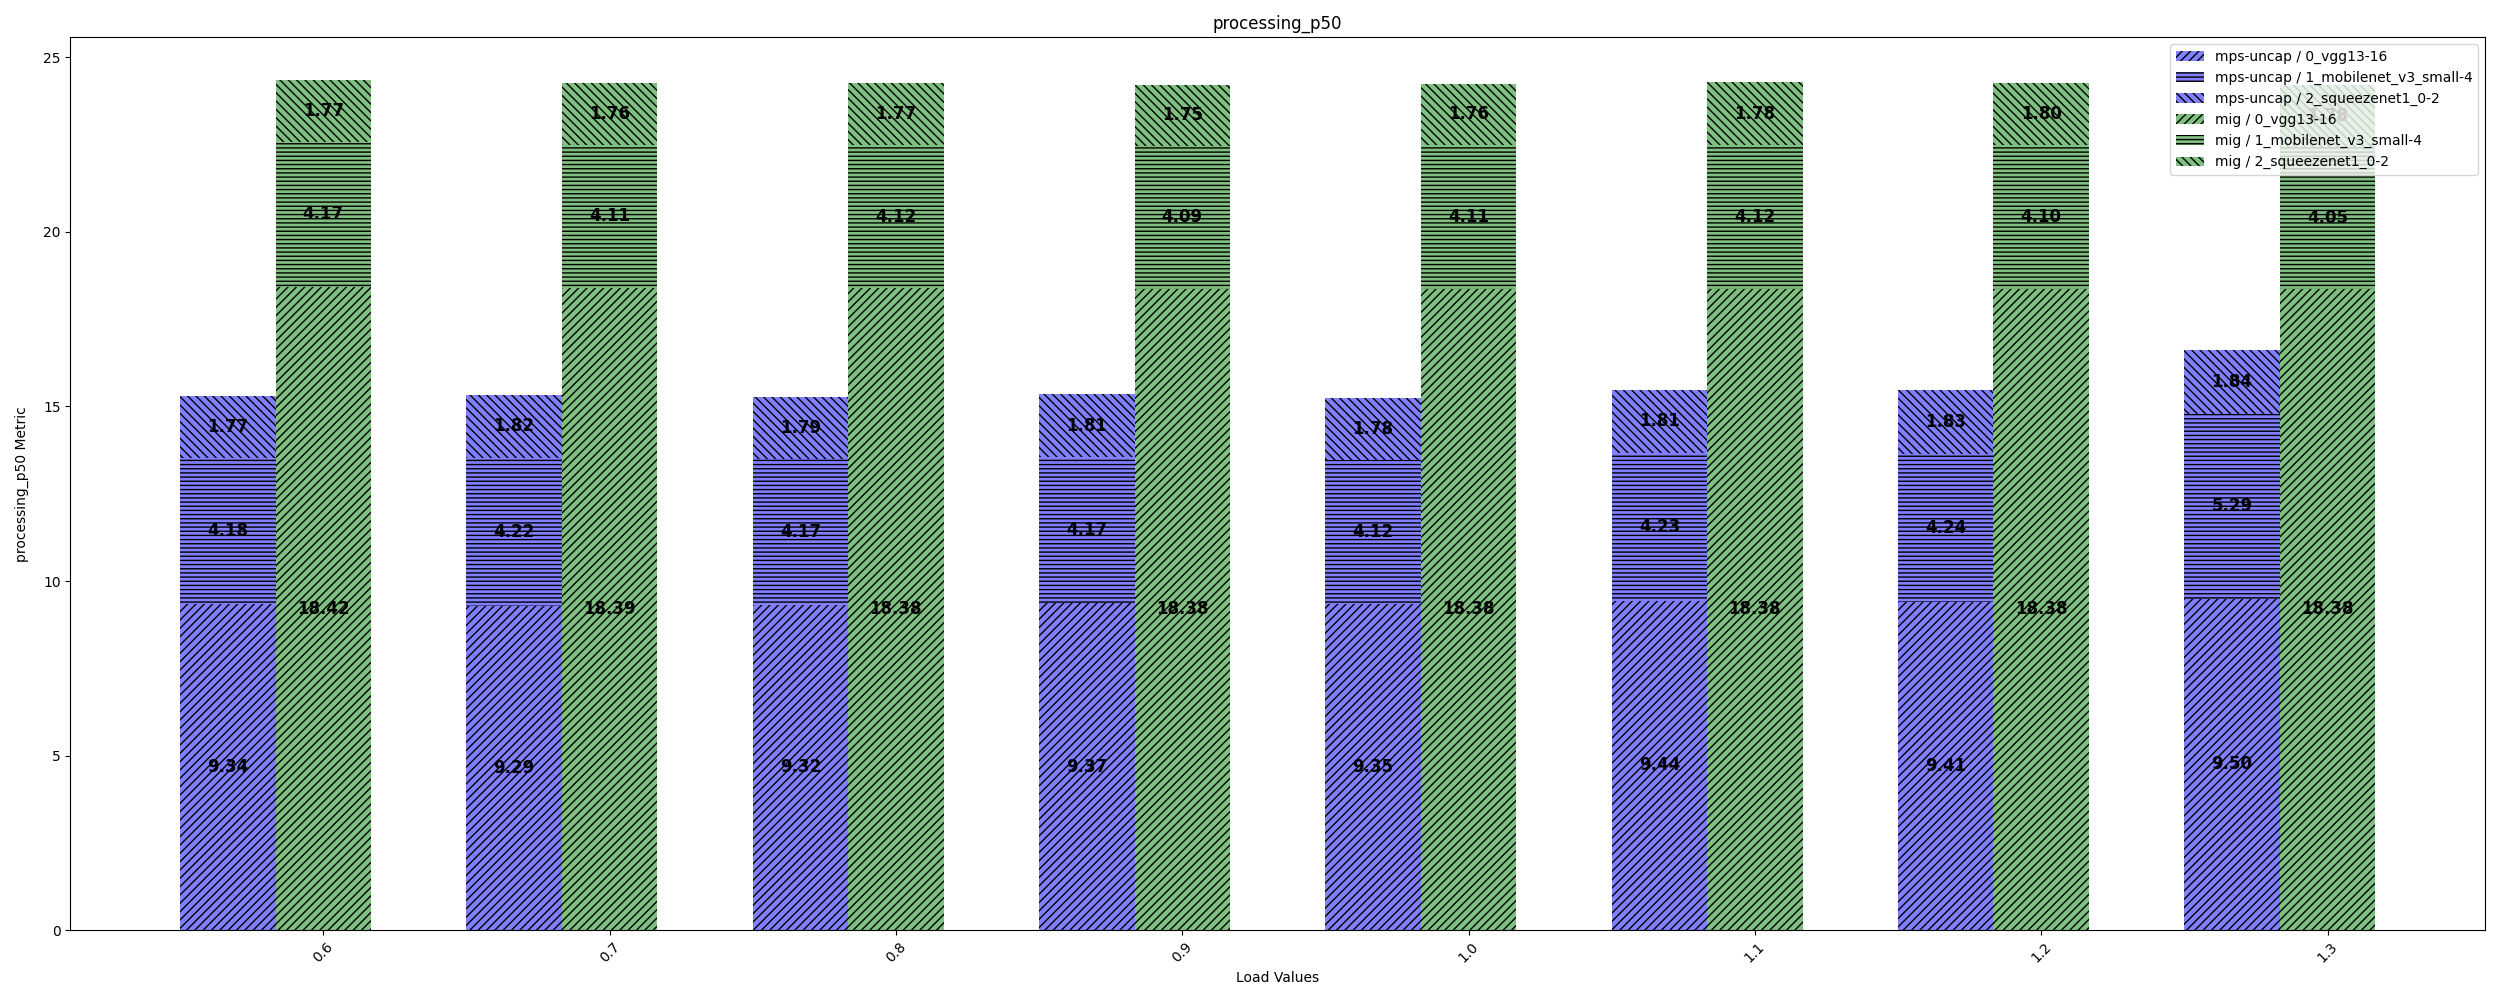 processing_p50
mps-uncap / 0_vgg13-16
mps-uncap / 1_mobilenet_v3_small-4
mps-uncap / 2_squeezenet1_0-2
mig / 0_vgg13-16
mig / 1_mobilenet_v3_small-4
mig / 2_squeezenet1_0-2
processing_p50 Metric
25
20
15
10
5
0
1.77 1.76 1.77 1.75 1.76 1.78 1.80
4.17 4.11 4.12 4.09 4.11 4.12 4.10 4.05
1.77 1.82 1.79 1.81 1.78 1.81 1.83 1.84
4.18 4.22 4.17 4.17 4.12 4.23 4.24 5.29
18.42 18.39 18.38 18.38 18.38 18.38 18.38 18.38
9.34 9.29 9.32 9.37 9.35 9.44 9.41 9.50
0.6 0.7 0.8 0.9 1.0 1.1 1.2 1.3
Load Values